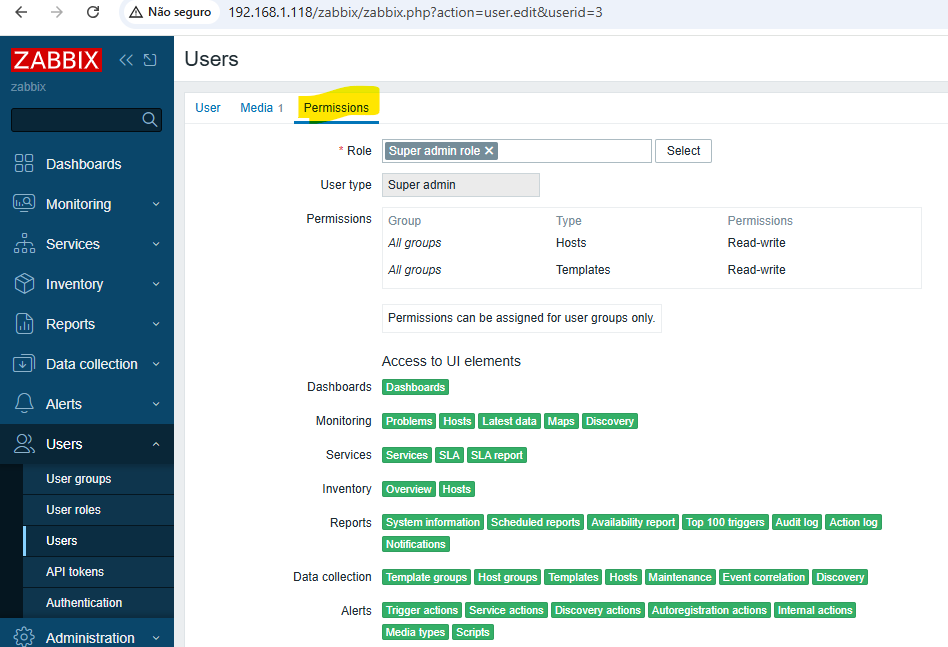 Não seguro 192.168.1.118/zabbix/zabbix.php?action=user.edit&userid=3
ZABBIX
zabbix
Dashboards
Monitoring
Services
Inventory
Reports
Data collection
Alerts
Users
User groups
User roles
Users
API tokens
Authentication
Administration
Users
User Media 1 Permissions
* Role Super admin role Select
User type Super admin
Permissions Group Type Permissions
All groups Hosts Read-write
All groups Templates Read-write
Permissions can be assigned for user groups only.
Access to UI elements
Dashboards Dashboards
Monitoring Problems Hosts Latest data Maps Discovery
Services Services SLA SLA report
Inventory Overview Hosts
Reports System information Scheduled reports Availability report Top 100 triggers Audit log Action log
Notifications
Data collection Template groups Host groups Templates Hosts Maintenance Event correlation Discovery
Alerts Trigger actions Service actions Discovery actions Autoregistration actions Internal actions
Media types Scripts